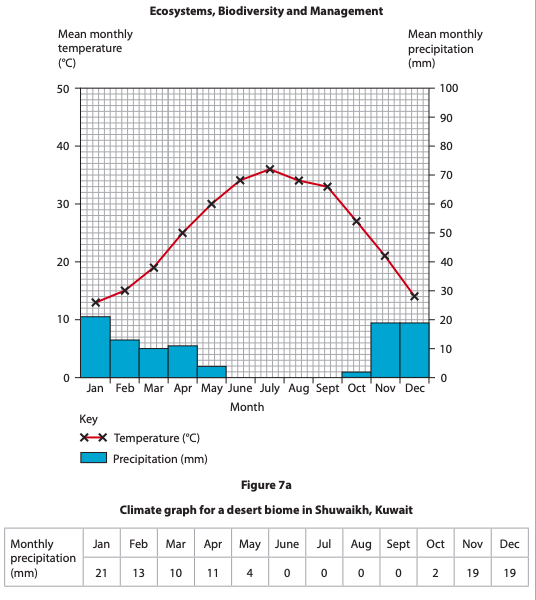 Ecosystems, Biodiversity and Management
Mean monthly
temperature
(°C)
Mean monthly
precipitation
(mm)
50
40
30
20
10
0
100
90
80
70
60
50
40
30
20
10
0
Jan Feb Mar Apr May June July Aug Sept Oct Nov Dec
Month
Key
Temperature (°C)
Precipitation (mm)
Figure 7a
Climate graph for a desert biome in Shuwaikh, Kuwait
Monthly
precipitation
(mm)
Jan Feb Mar Apr May June Jul Aug Sept Oct Nov Dec
21 13 10 11 4 0 0 0 0 2 19 19